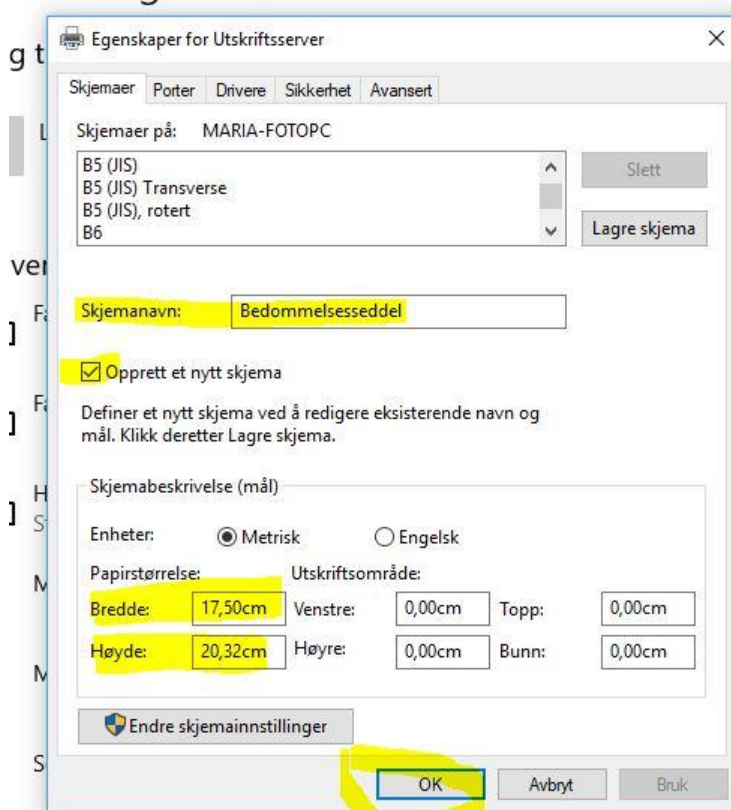 g t
Egenskaper for Utskriftsserver
Skjemaer Porter Drivere Sikkerhet Avansert
L
Skjemaer på: MARIA-FOTOPC
B5 (JIS)
B5 (JIS) Transverse
B5 (JIS), rotert
B6
Slett
Lagre skjema
ver
Skjemanavn: Bedommelsesseddel
Opprett et nytt skjema
Definer et nytt skjema ved å redigere eksisterende navn og
mål. Klikk deretter Lagre skjema.
Skjemabeskrivelse (mål)
Enheter: Metrisk Engelsk
Papirstørrelse: Utskriftsområde:
Bredde: 17,50cm Venstre: 0,00cm Topp: 0,00cm
Høyde: 20,32cm Høyre: 0,00cm Bunn: 0,00cm
Endre skjemainnstillinger
OK Avbryt Bruk